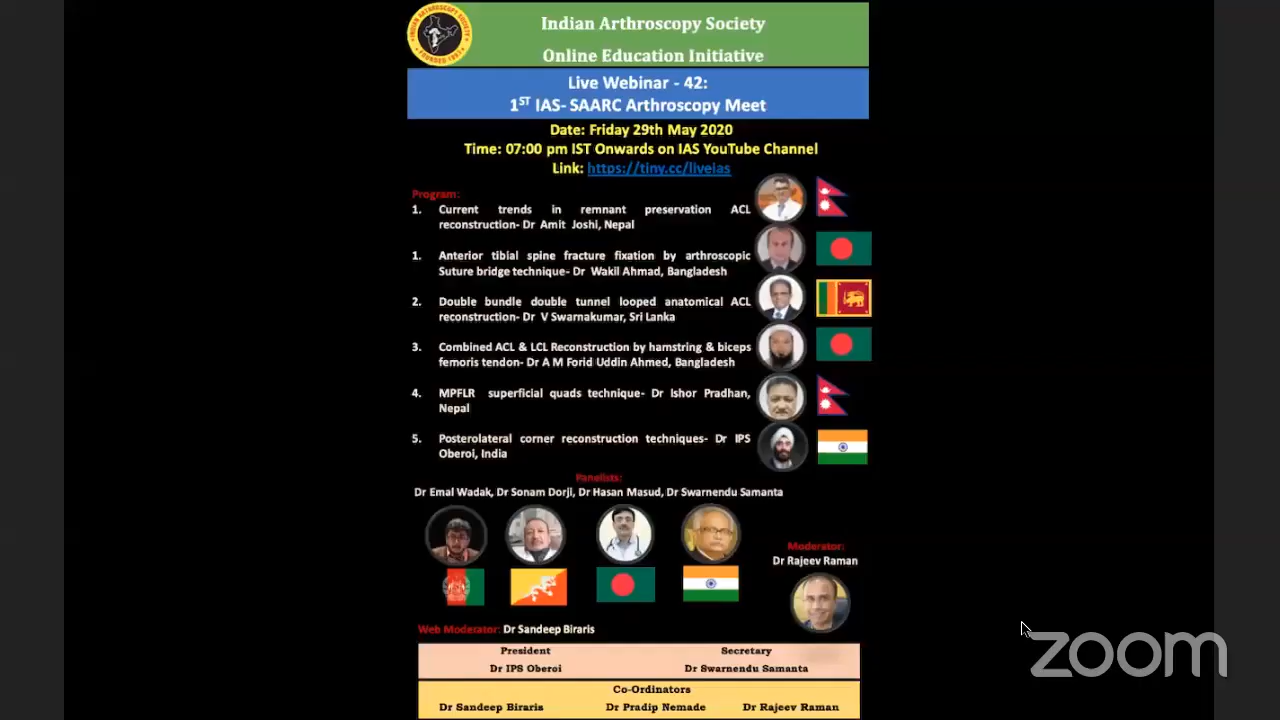 INDIAN ARTHROSCOPY SOCIETY
Indian Arthroscopy Society
Online Education Initiative
Live Webinar - 42:
1ST IAS- SAARC Arthroscopy Meet
Date: Friday 29th May 2020
Time: 07:00 pm IST Onwards on IAS YouTube Channel
Link: https://tiny.cc/liveias
Program:
1. Current trends in remnant preservation ACL
reconstruction- Dr Amit Joshi, Nepal
1. Anterior tibial spine fracture fixation by arthroscopic
Suture bridge technique- Dr Wakil Ahmad, Bangladesh
2. Double bundle double tunnel looped anatomical ACL
reconstruction- Dr V Swarnakumar, Sri Lanka
3. Combined ACL & LCL Reconstruction by hamstring & biceps
femoris tendon- Dr A M Forid Uddin Ahmed, Bangladesh
4. MPFLR superficial quads technique- Dr Ishor Pradhan,
Nepal
5. Posterolateral corner reconstruction techniques- Dr IPS
Oberoi, India
Panelists:
Dr Emal Wadak, Dr Sonam Dorji, Dr Hasan Masud, Dr Swarnendu Samanta
Moderator:
Dr Rajeev Raman
Web Moderator: Dr Sandeep Biraris
President Secretary
Dr IPS Oberoi Dr Swarnendu Samanta
Co-Ordinators
Dr Sandeep Biraris Dr Pradip Nemade Dr Rajeev Raman
zoom